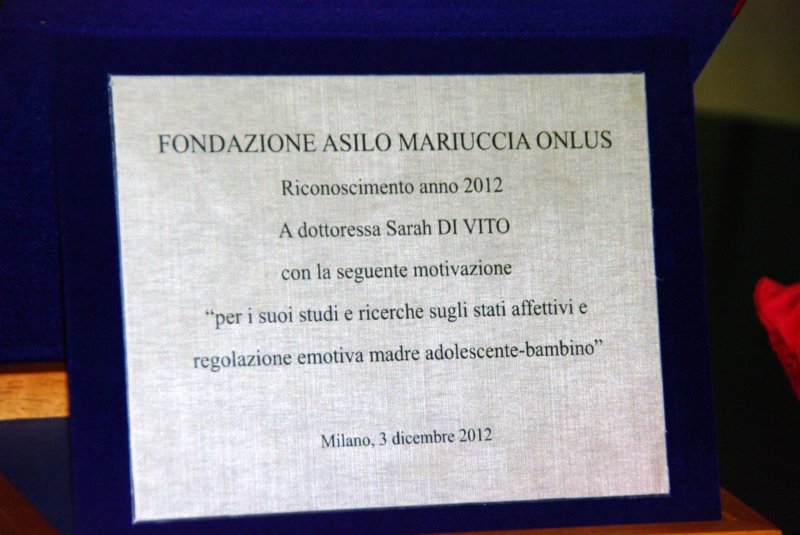 FONDAZIONE ASILO MARIUCCIA ONLUS
Riconoscimento anno 2012
A dottoressa Sarah DI VITO
con la seguente motivazione
“per i suoi studi e ricerche sugli stati affettivi e
regolazione emotiva madre adolescente-bambino”
Milano, 3 dicembre 2012